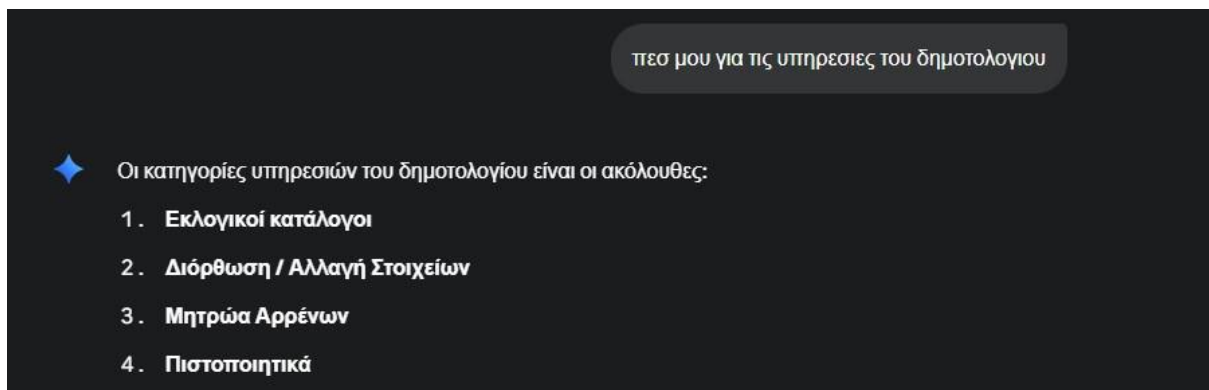 πεσ μου για τις υπηρεσιες του δημοτολογιου
Οι κατηγορίες υπηρεσιών του δημοτολογίου είναι οι ακόλουθες:
1. Εκλογικοί κατάλογοι
2. Διόρθωση / Αλλαγή Στοιχείων
3. Μητρώα Αρρένων
4. Πιστοποιητικά